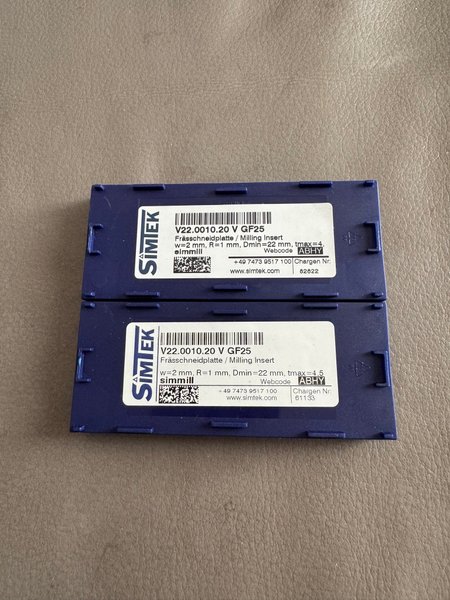 SIMTEK
V22.0010.20 V GF25
Frässchneidplatte / Milling Insert
w=2 mm, R=1 mm, Dmin=22 mm, tmax=4.
simmill
Webcode ABHY
+49 7473 9517 100
www.simtek.com
Chargen Nr
62622
SIMTEK
V22.0010.20 V GF25
Frässchneidplatte / Milling Insert
w=2 mm, R=1 mm, Dmin=22 mm, tmax=4.5
simmill
Webcode ABHY
+49 7473 9517 100
www.simtek.com
Chargen Nr
61133